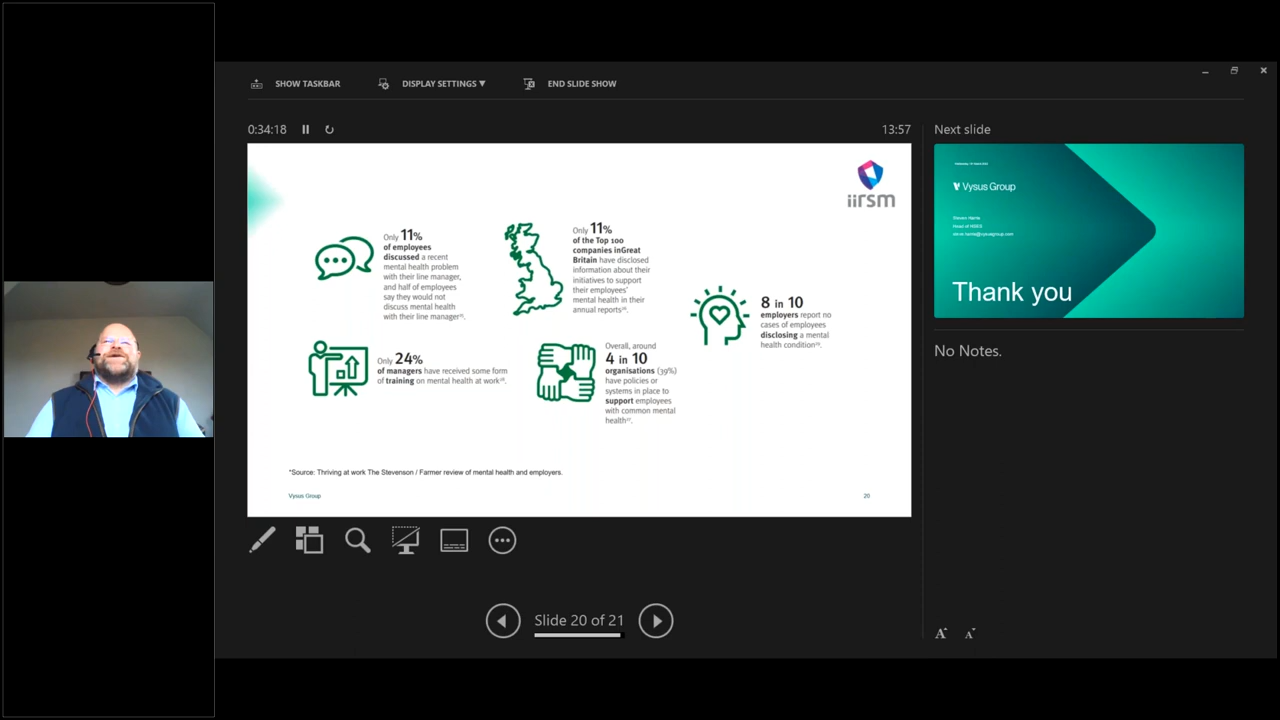 SHOW TASKBAR
DISPLAY SETTINGS ▼
END SLIDE SHOW
0:34:18
13:57
Next slide
iirsm
Only 11%
of employees
discussed a recent
mental health problem
with their line manager,
and half of employees
say they would not
discuss mental health
with their line manager
Only 11%
of the Top 100
companies inGreat
Britain have disclosed
information about their
initiatives to support
their employees'
mental health in their
annual reports
8 in 10
employers report no
cases of employees
disclosing a mental
health condition
Only 24%
of managers have received some form
of training on mental health at work
Overall, around
4 in 10
organisations (39%)
have policies or
systems in place to
support employees
with common mental
health
*Source: Thriving at work The Stevenson / Farmer review of mental health and employers.
Vysus Group
20
Vysus Group
Head of HSEQ
Thank you
No Notes.
Slide 20 of 21
A
A